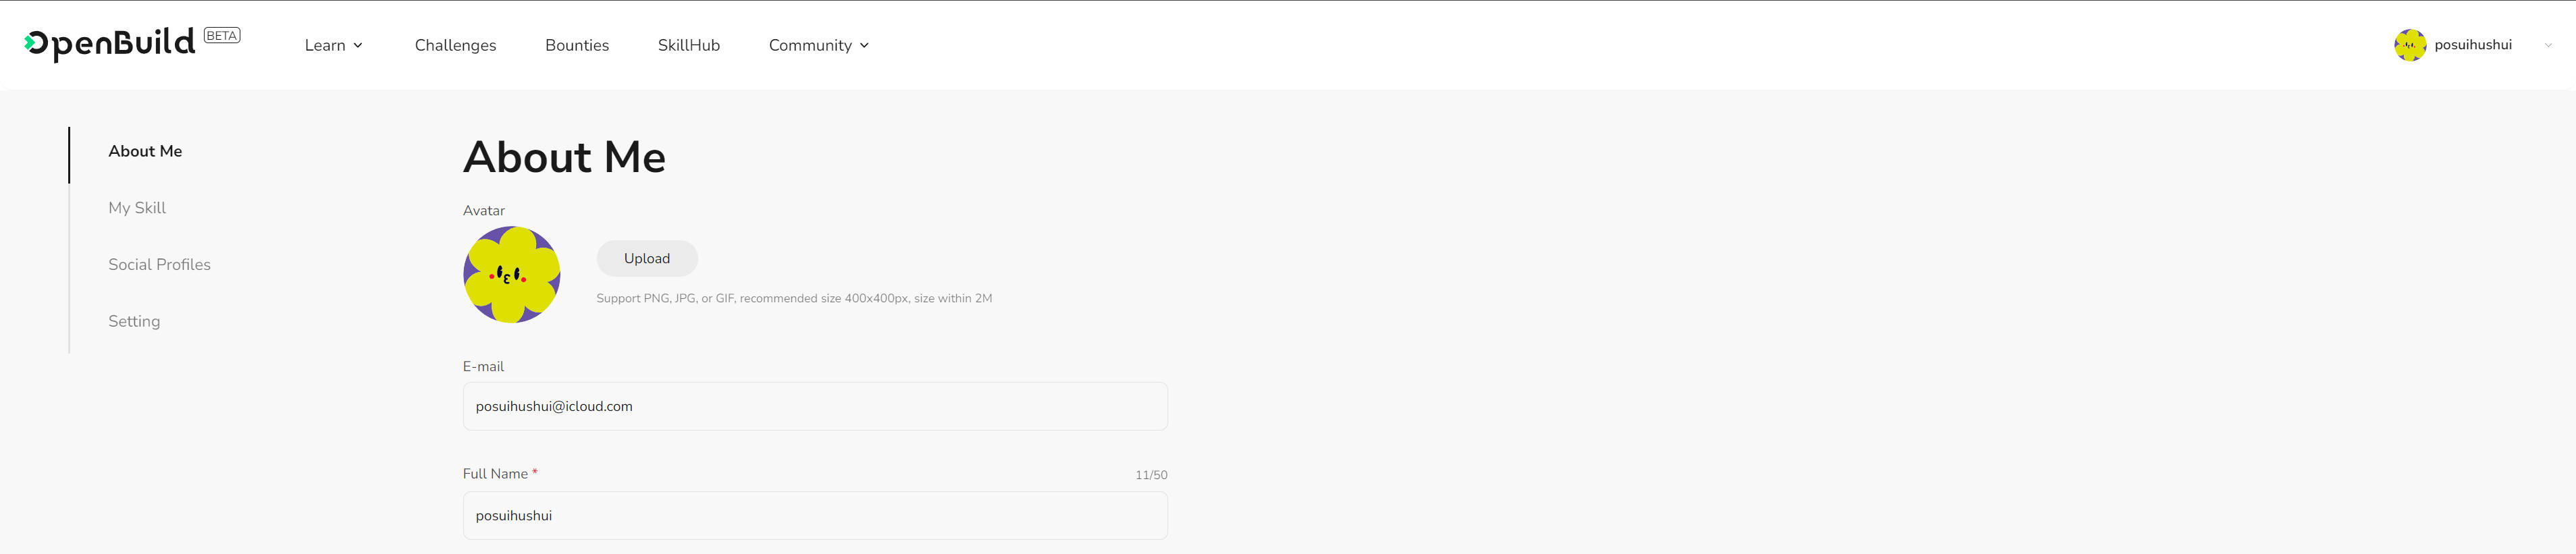 OpenBuild BETA
Learn Challenges Bounties SkillHub Community posuihushui
About Me
My Skill
Social Profiles
Setting
About Me
Avatar
Upload
Support PNG, JPG, or GIF, recommended size 400x400px, size within 2M
E-mail
posuihushui@icloud.com
Full Name * 11/50
posuihushui